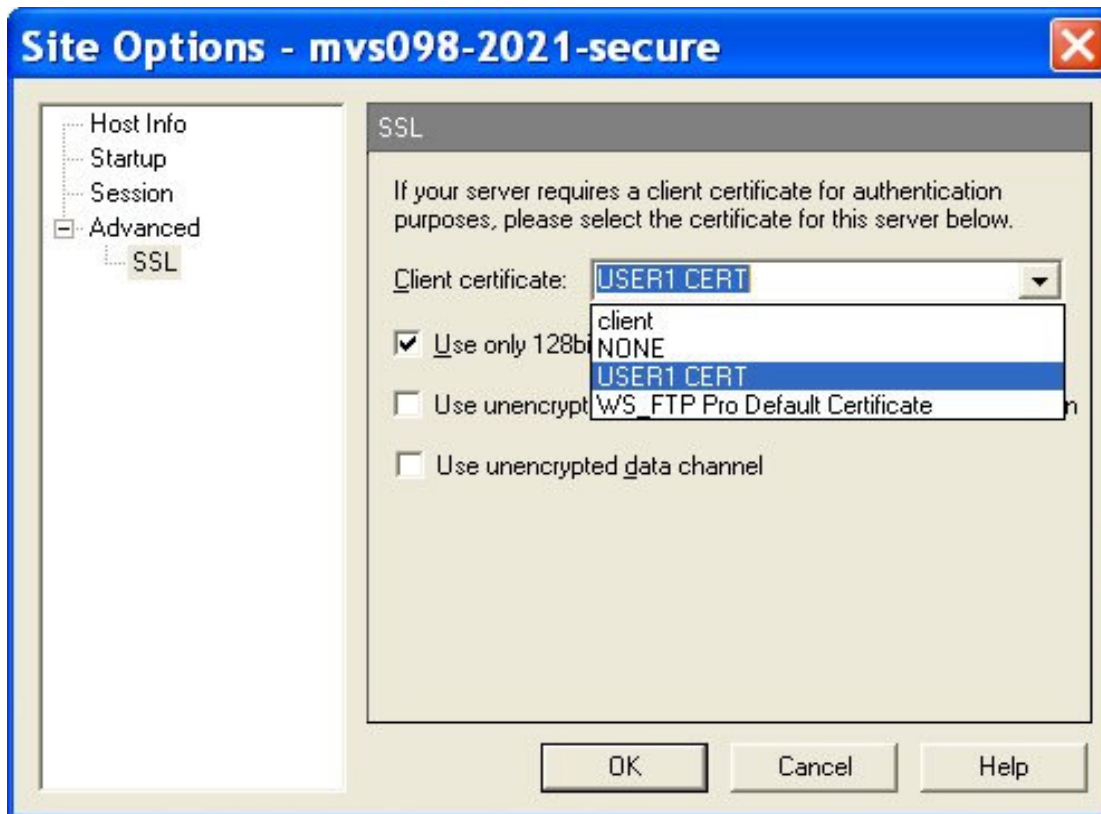 Site Options - mvs098-2021-secure
Host Info
Startup
Session
Advanced
SSL
SSL
If your server requires a client certificate for authentication
purposes, please select the certificate for this server below.
Client certificate: USER1 CERT
client
NONE
USER1 CERT
WS_FTP Pro Default Certificate
Use only 128bi
Use unencrypt
Use unencrypted data channel
OK Cancel Help